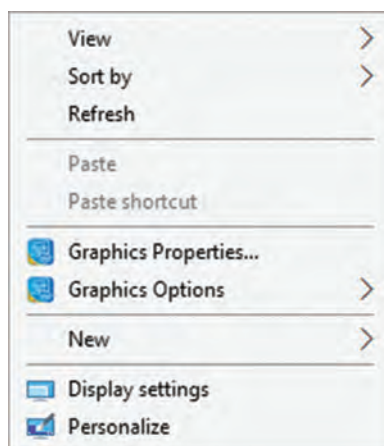 View
Sort by
Refresh
Paste
Paste shortcut
Graphics Properties...
Graphics Options
New
Display settings
Personalize